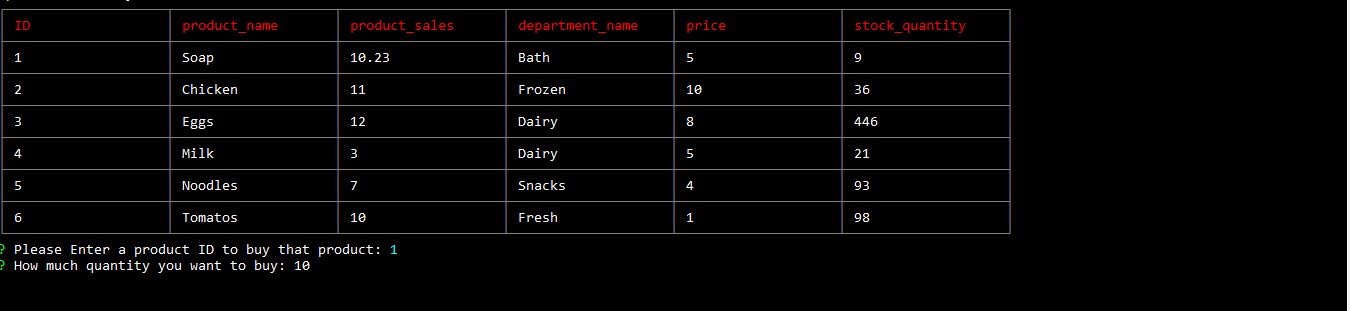 ID product_name product_sales department_name price stock_quantity
1 Soap 10.23 Bath 5 9
2 Chicken 11 Frozen 10 36
3 Eggs 12 Dairy 8 446
4 Milk 3 Dairy 5 21
5 Noodles 7 Snacks 4 93
6 Tomatos 10 Fresh 1 98
? Please Enter a product ID to buy that product: 1
? How much quantity you want to buy: 10